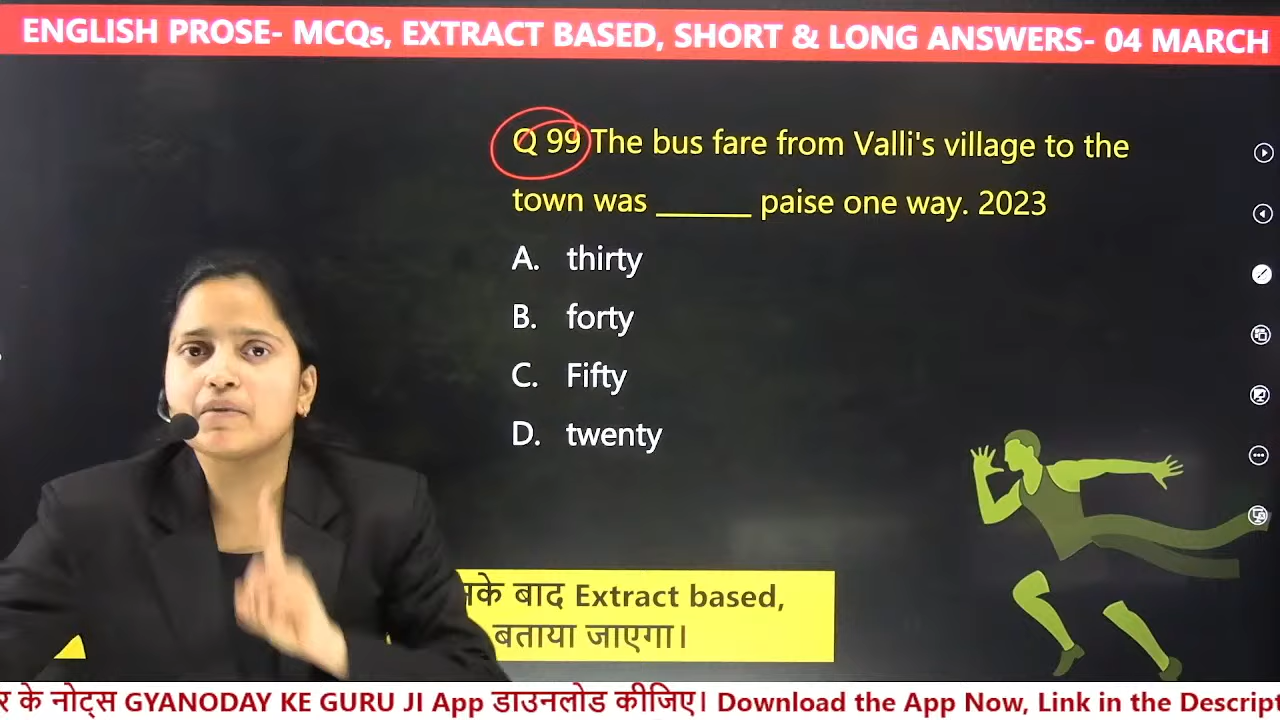 ENGLISH PROSE- MCQs, EXTRACT BASED, SHORT & LONG ANSWERS- 04 MARCH
Q 99 The bus fare from Valli's village to the
town was ______ paise one way. 2023
A. thirty
B. forty
C. Fifty
D. twenty
बाद Extract based,
बताया जाएगा।
के नोट्स GYANODAY KE GURU JI App डाउनलोड कीजिए। Download the App Now, Link in the